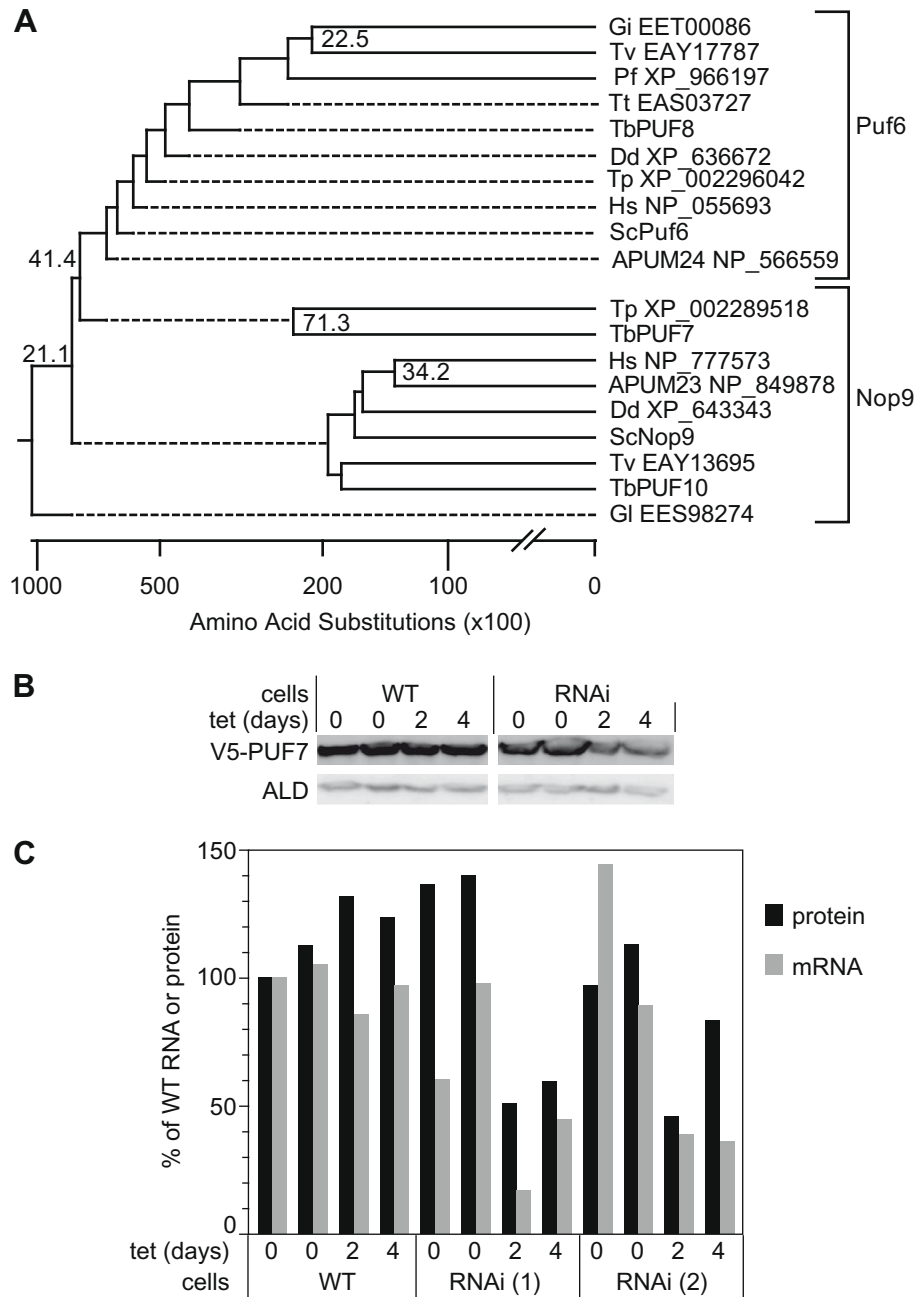 A
Gi EET00086
22.5
Tv EAY17787
Pf XP_966197
Tt EAS03727
Puf6
TbPUF8
Dd XP_636672
Tp XP_002296042
Hs NP_055693
ScPuf6
41.4
APUM24 NP_566559
Tp XP_002289518
71.3
TbPUF7
21.1
Hs NP_777573
34.2
APUM23 NP_849878
Nop9
Dd XP_643343
ScNop9
Tv EAY13695
TbPUF10
Gl EES98274
1000 500 200 100 0
Amino Acid Substitutions (x100)
B
cells WT RNAi
tet (days) 0 0 2 4 0 0 2 4
V5-PUF7
ALD
C
% of WT RNA or protein
150
100
50
0
protein
mRNA
tet (days) 0 0 2 4 0 0 2 4 0 0 2 4
cells WT RNAi (1) RNAi (2)